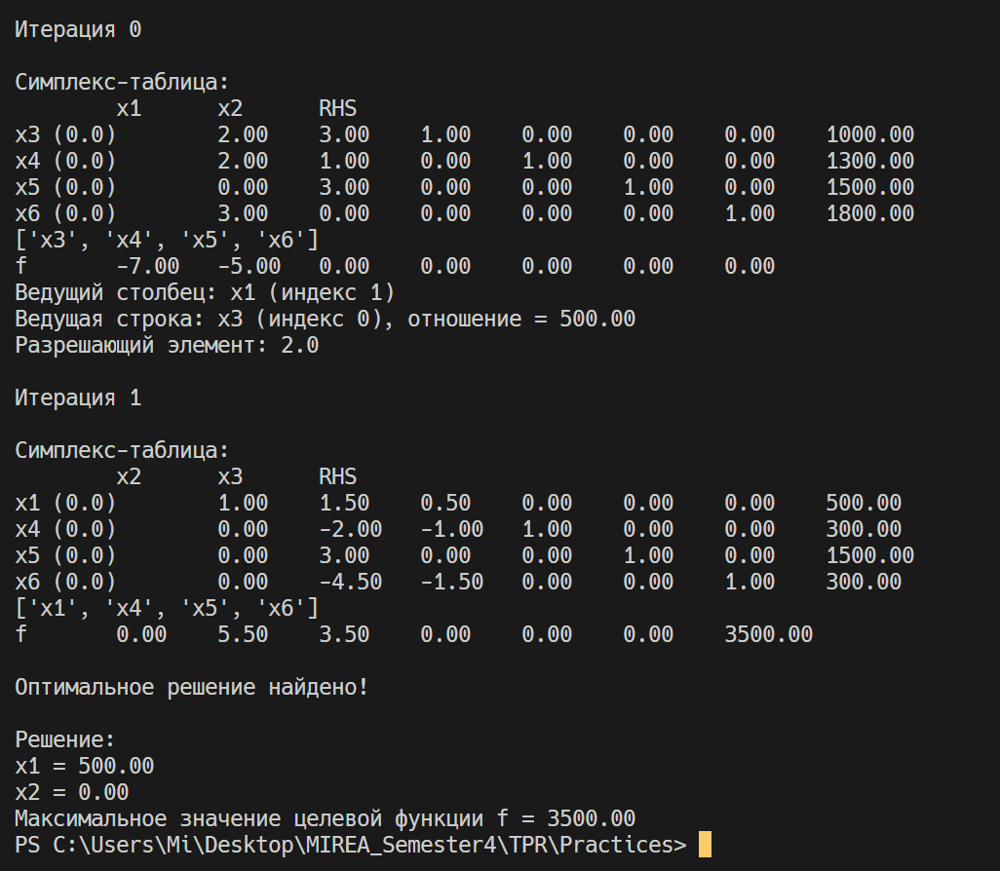 Итерация 0
Симплекс-таблица:
x1 x2 RHS
x3 (0.0) 2.00 3.00 1.00 0.00 0.00 0.00 1000.00
x4 (0.0) 2.00 1.00 0.00 1.00 0.00 0.00 1300.00
x5 (0.0) 0.00 3.00 0.00 0.00 1.00 0.00 1500.00
x6 (0.0) 3.00 0.00 0.00 0.00 0.00 1.00 1800.00
['x3', 'x4', 'x5', 'x6']
f -7.00 -5.00 0.00 0.00 0.00 0.00 0.00
Ведущий столбец: x1 (индекс 1)
Ведущая строка: x3 (индекс 0), отношение = 500.00
Разрешающий элемент: 2.0
Итерация 1
Симплекс-таблица:
x2 x3 RHS
x1 (0.0) 1.00 1.50 0.50 0.00 0.00 0.00 500.00
x4 (0.0) 0.00 -2.00 -1.00 1.00 0.00 0.00 300.00
x5 (0.0) 0.00 3.00 0.00 0.00 1.00 0.00 1500.00
x6 (0.0) 0.00 -4.50 -1.50 0.00 0.00 1.00 300.00
['x1', 'x4', 'x5', 'x6']
f 0.00 5.50 3.50 0.00 0.00 0.00 3500.00
Оптимальное решение найдено!
Решение:
x1 = 500.00
x2 = 0.00
Максимальное значение целевой функции f = 3500.00
PS C:\Users\Mi\Desktop\MIREA_Semester4\TPR\Practices>